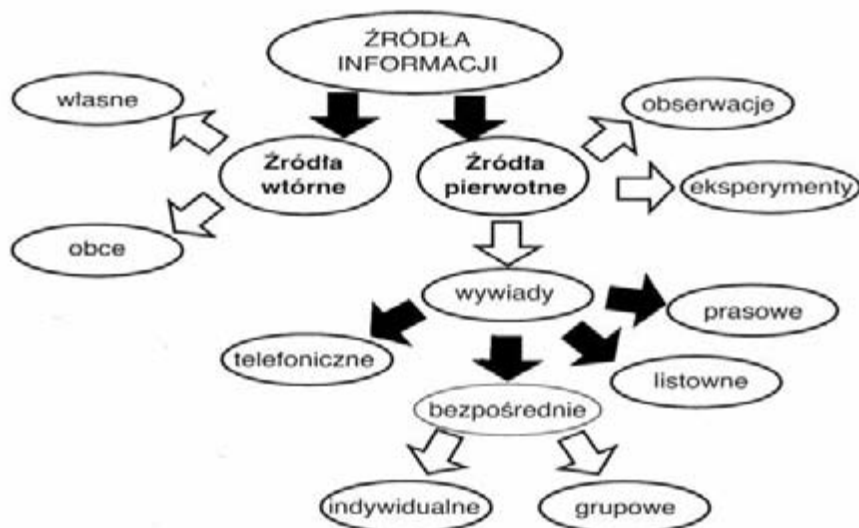 ŹRÓDŁA
INFORMACJI
własne
obserwacje
Źródła
wtórne
Źródła
pierwotne
eksperymenty
obce
wywiady
prasowe
telefoniczne
listowne
bezpośrednie
indywidualne
grupowe